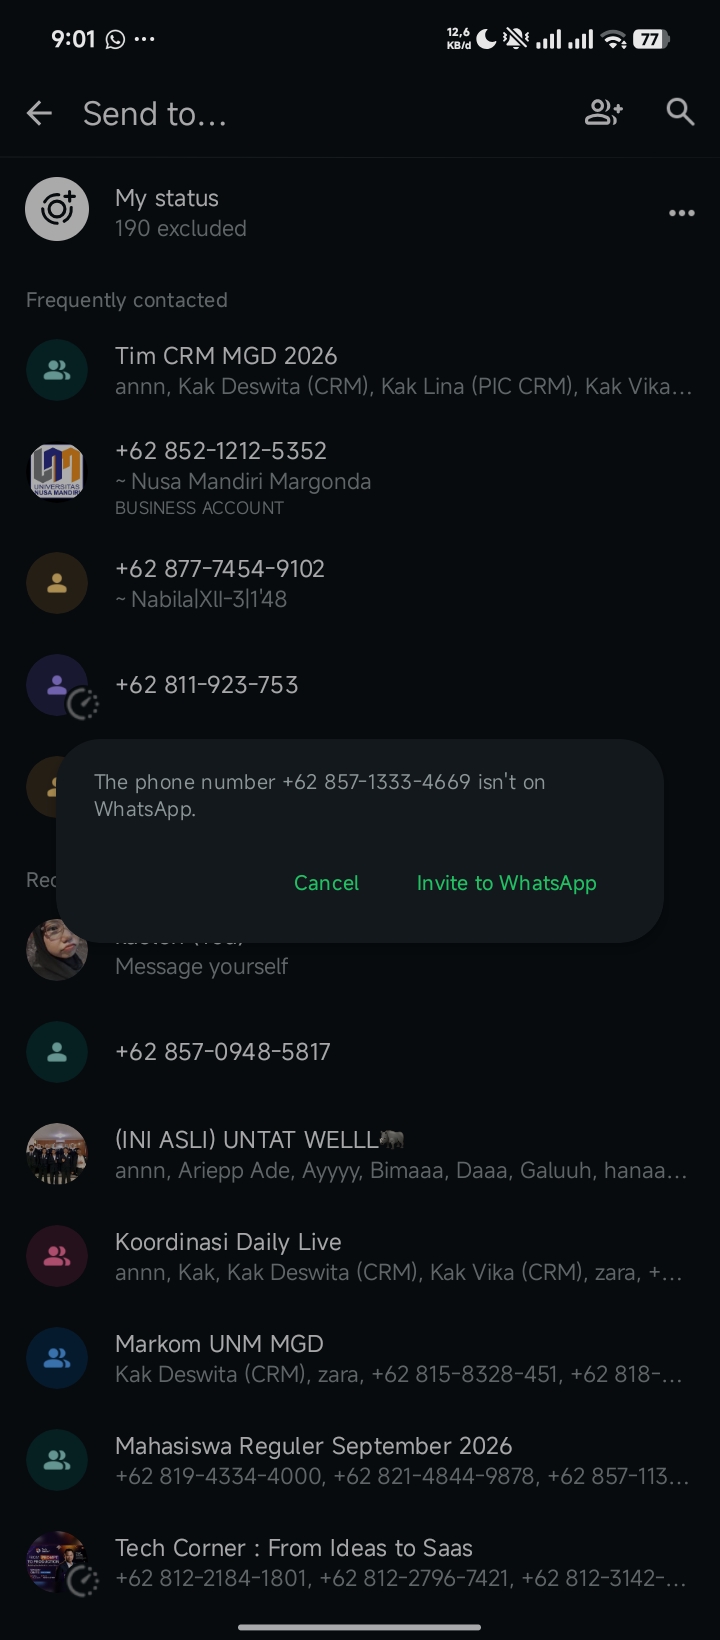 9:01
12,6
KB/d
77
Send to...
My status
190 excluded
Frequently contacted
Tim CRM MGD 2026
annn, Kak Deswita (CRM), Kak Lina (PIC CRM), Kak Vika...
+62 852-1212-5352
~ Nusa Mandiri Margonda
BUSINESS ACCOUNT
UNIVERSITAS
NUSA MANDIRI
+62 877-7454-9102
~ Nabila|XII-3|1'48
+62 811-923-753
The phone number +62 857-1333-4669 isn't on
WhatsApp.
Cancel Invite to WhatsApp
Message yourself
+62 857-0948-5817
(INI ASLI) UNTAT WELLL🦏
annn, Ariepp Ade, Ayyyy, Bimaaa, Daaa, Galuuh, hanaa...
Koordinasi Daily Live
annn, Kak, Kak Deswita (CRM), Kak Vika (CRM), zara, +...
Markom UNM MGD
Kak Deswita (CRM), zara, +62 815-8328-451, +62 818-...
Mahasiswa Reguler September 2026
+62 819-4334-4000, +62 821-4844-9878, +62 857-113...
Tech Corner : From Ideas to Saas
+62 812-2184-1801, +62 812-2796-7421, +62 812-3142-...